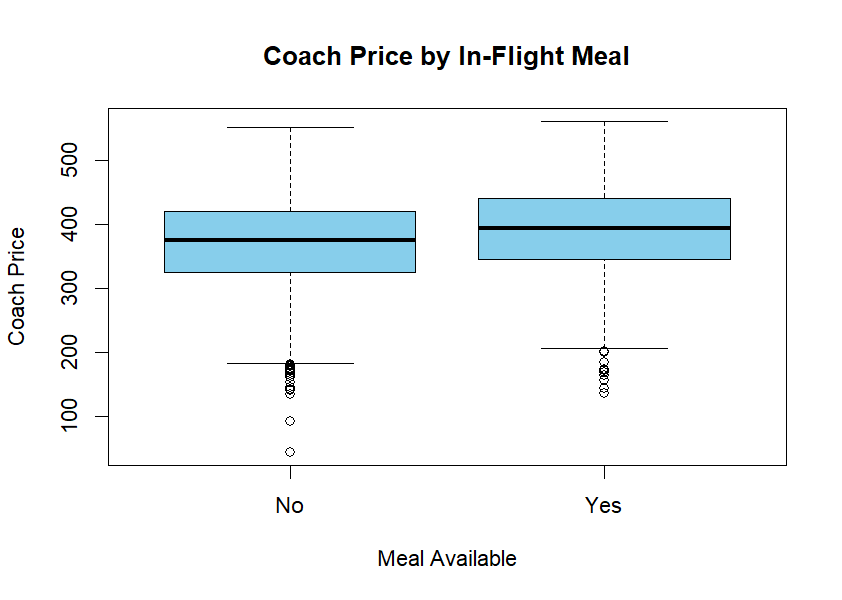 Coach Price by In-Flight Meal
Coach Price
500
400
300
200
100
No Yes
Meal Available